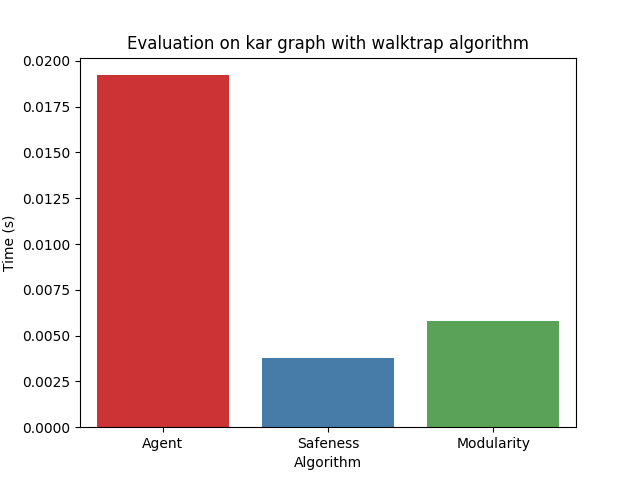 Evaluation on kar graph with walktrap algorithm
0.0200
0.0175
0.0150
0.0125
0.0100
0.0075
0.0050
0.0025
0.0000
Time (s)
Agent
Safeness
Modularity
Algorithm